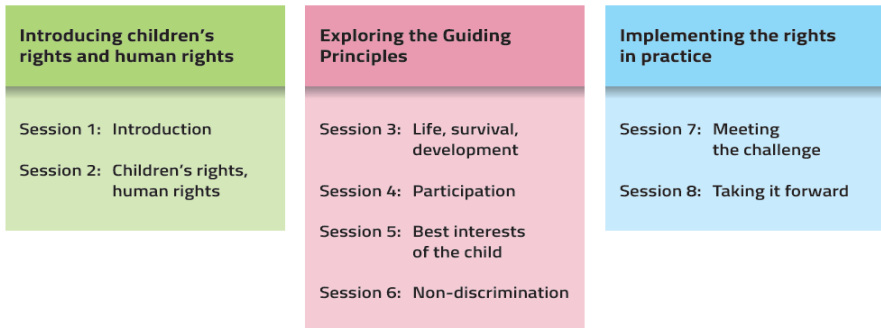 Introducing children’s
rights and human rights
Session 1: Introduction
Session 2: Children’s rights,
human rights
Exploring the Guiding
Principles
Session 3: Life, survival,
development
Session 4: Participation
Session 5: Best interests
of the child
Session 6: Non-discrimination
Implementing the rights
in practice
Session 7: Meeting
the challenge
Session 8: Taking it forward